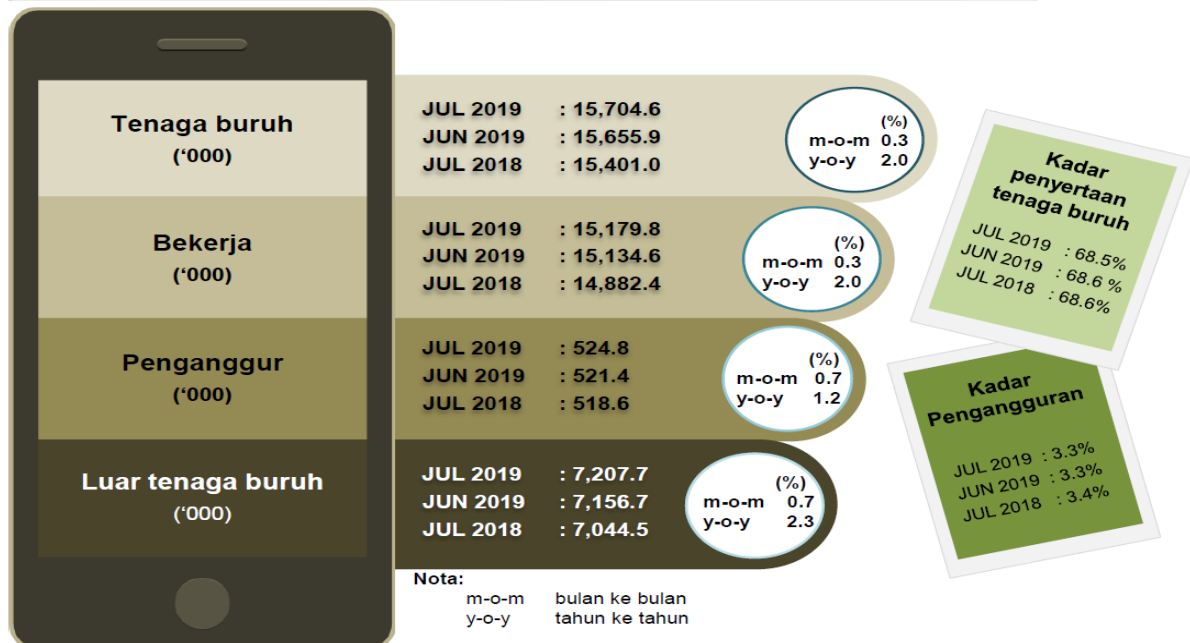 Tenaga buruh
(‘000)
JUL 2019 : 15,704.6
JUN 2019 : 15,655.9
JUL 2018 : 15,401.0
(%)
m-o-m 0.3
y-o-y 2.0
Bekerja
(‘000)
JUL 2019 : 15,179.8
JUN 2019 : 15,134.6
JUL 2018 : 14,882.4
(%)
m-o-m 0.3
y-o-y 2.0
Penganggur
(‘000)
JUL 2019 : 524.8
JUN 2019 : 521.4
JUL 2018 : 518.6
(%)
m-o-m 0.7
y-o-y 1.2
Luar tenaga buruh
(‘000)
JUL 2019 : 7,207.7
JUN 2019 : 7,156.7
JUL 2018 : 7,044.5
(%)
m-o-m 0.7
y-o-y 2.3
Kadar
penyertaan
tenaga buruh
JUL 2019 : 68.5%
JUN 2019 : 68.6 %
JUL 2018 : 68.6%
Kadar
Pengangguran
JUL 2019 : 3.3%
JUN 2019 : 3.3%
JUL 2018 : 3.4%
Nota:
m-o-m bulan ke bulan
y-o-y tahun ke tahun